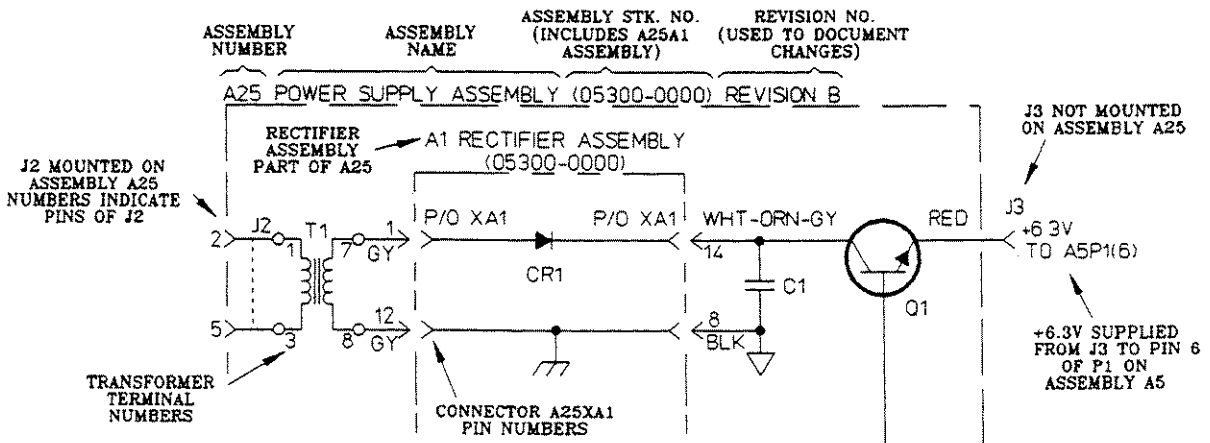 ASSEMBLY NUMBER
ASSEMBLY NAME
ASSEMBLY STK. NO.
(INCLUDES A25A1
ASSEMBLY)
REVISION NO.
(USED TO DOCUMENT
CHANGES)
A25 POWER SUPPLY ASSEMBLY (05300-0000) REVISION B
J3 NOT MOUNTED
ON ASSEMBLY A25
RECTIFIER
ASSEMBLY
PART OF A25
A1 RECTIFIER ASSEMBLY
(05300-0000)
J2 MOUNTED ON
ASSEMBLY A25
NUMBERS INDICATE
PINS OF J2
2
J2
1
T1
7
1
GY
P/O XA1
CR1
P/O XA1
14
WHT-ORN-GY
C1
Q1
RED
J3
+6.3V
TO A5P1(6)
5
3
8
12
GY
8
BLK
+6.3V SUPPLIED
FROM J3 TO PIN 6
OF P1 ON
ASSEMBLY A5
TRANSFORMER
TERMINAL
NUMBERS
CONNECTOR A25XA1
PIN NUMBERS